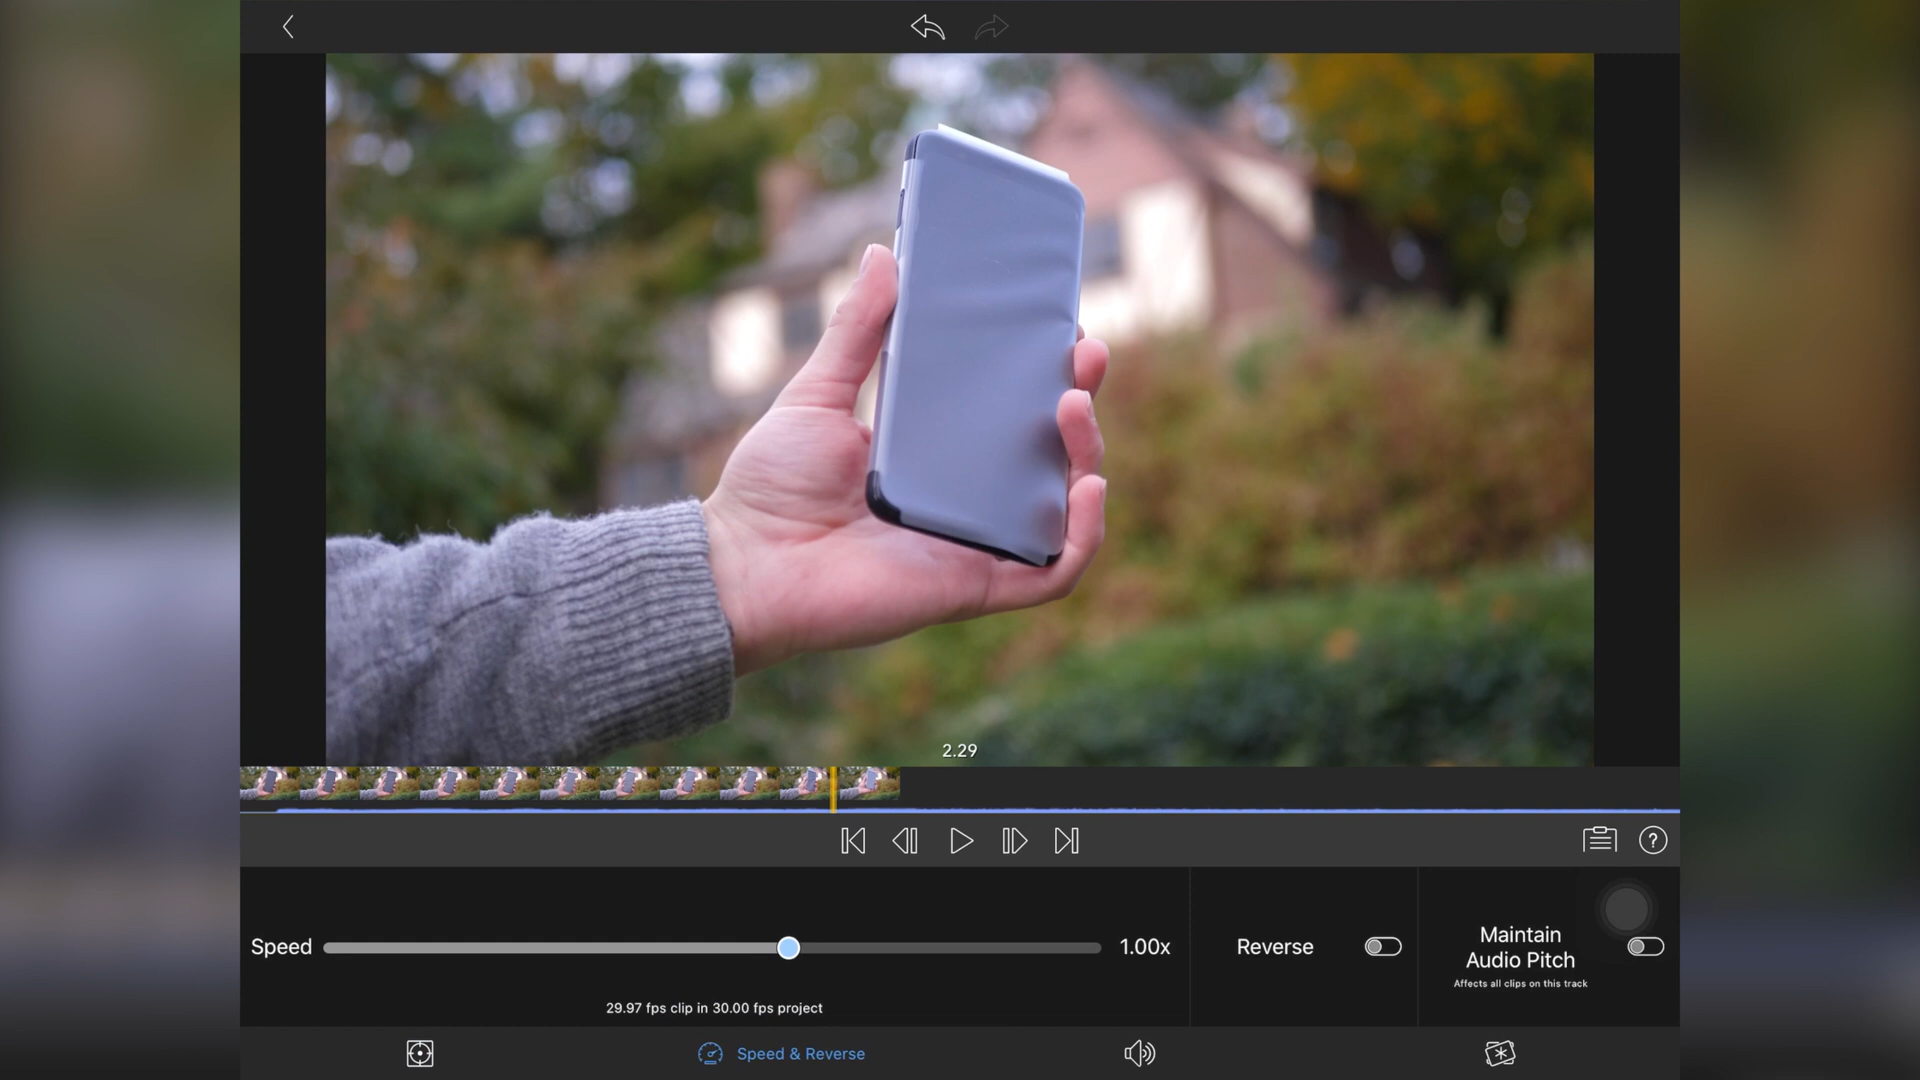 2.29
?
Speed
1.00x
29.97 fps clip in 30.00 fps project
Reverse
Maintain
Audio Pitch
Affects all clips on this track
Speed & Reverse